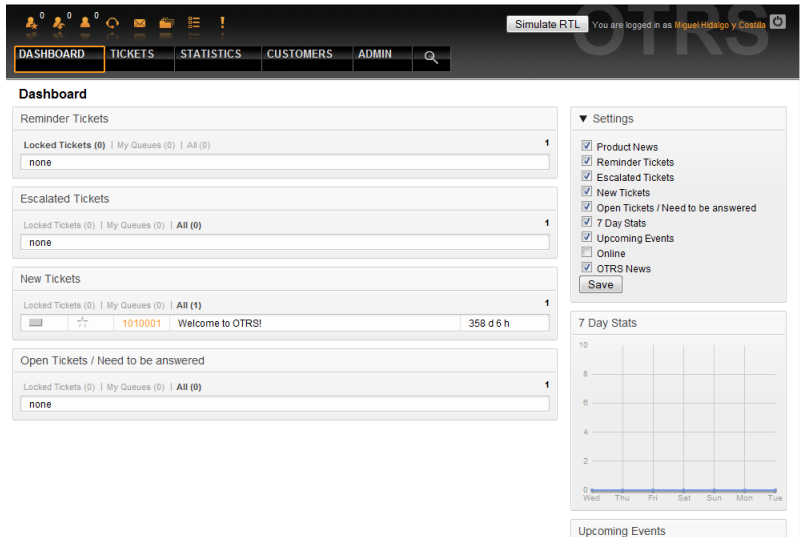 0 0 0
Simulate RTL You are logged in as Miguel Hidalgo y Costilla
OTRS
DASHBOARD TICKETS STATISTICS CUSTOMERS ADMIN
Dashboard
Reminder Tickets
Locked Tickets (0) | My Queues (0) | All (0) 1
none
Escalated Tickets
Locked Tickets (0) | My Queues (0) | All (0) 1
none
New Tickets
Locked Tickets (0) | My Queues (0) | All (1) 1
1010001 Welcome to OTRS! 358 d 6 h
Open Tickets / Need to be answered
Locked Tickets (0) | My Queues (0) | All (0) 1
none
Settings
Product News
Reminder Tickets
Escalated Tickets
New Tickets
Open Tickets / Need to be answered
7 Day Stats
Upcoming Events
Online
OTRS News
Save
7 Day Stats
10
8
6
4
2
0
Wed Thu Fri Sat Sun Mon Tue
Upcoming Events